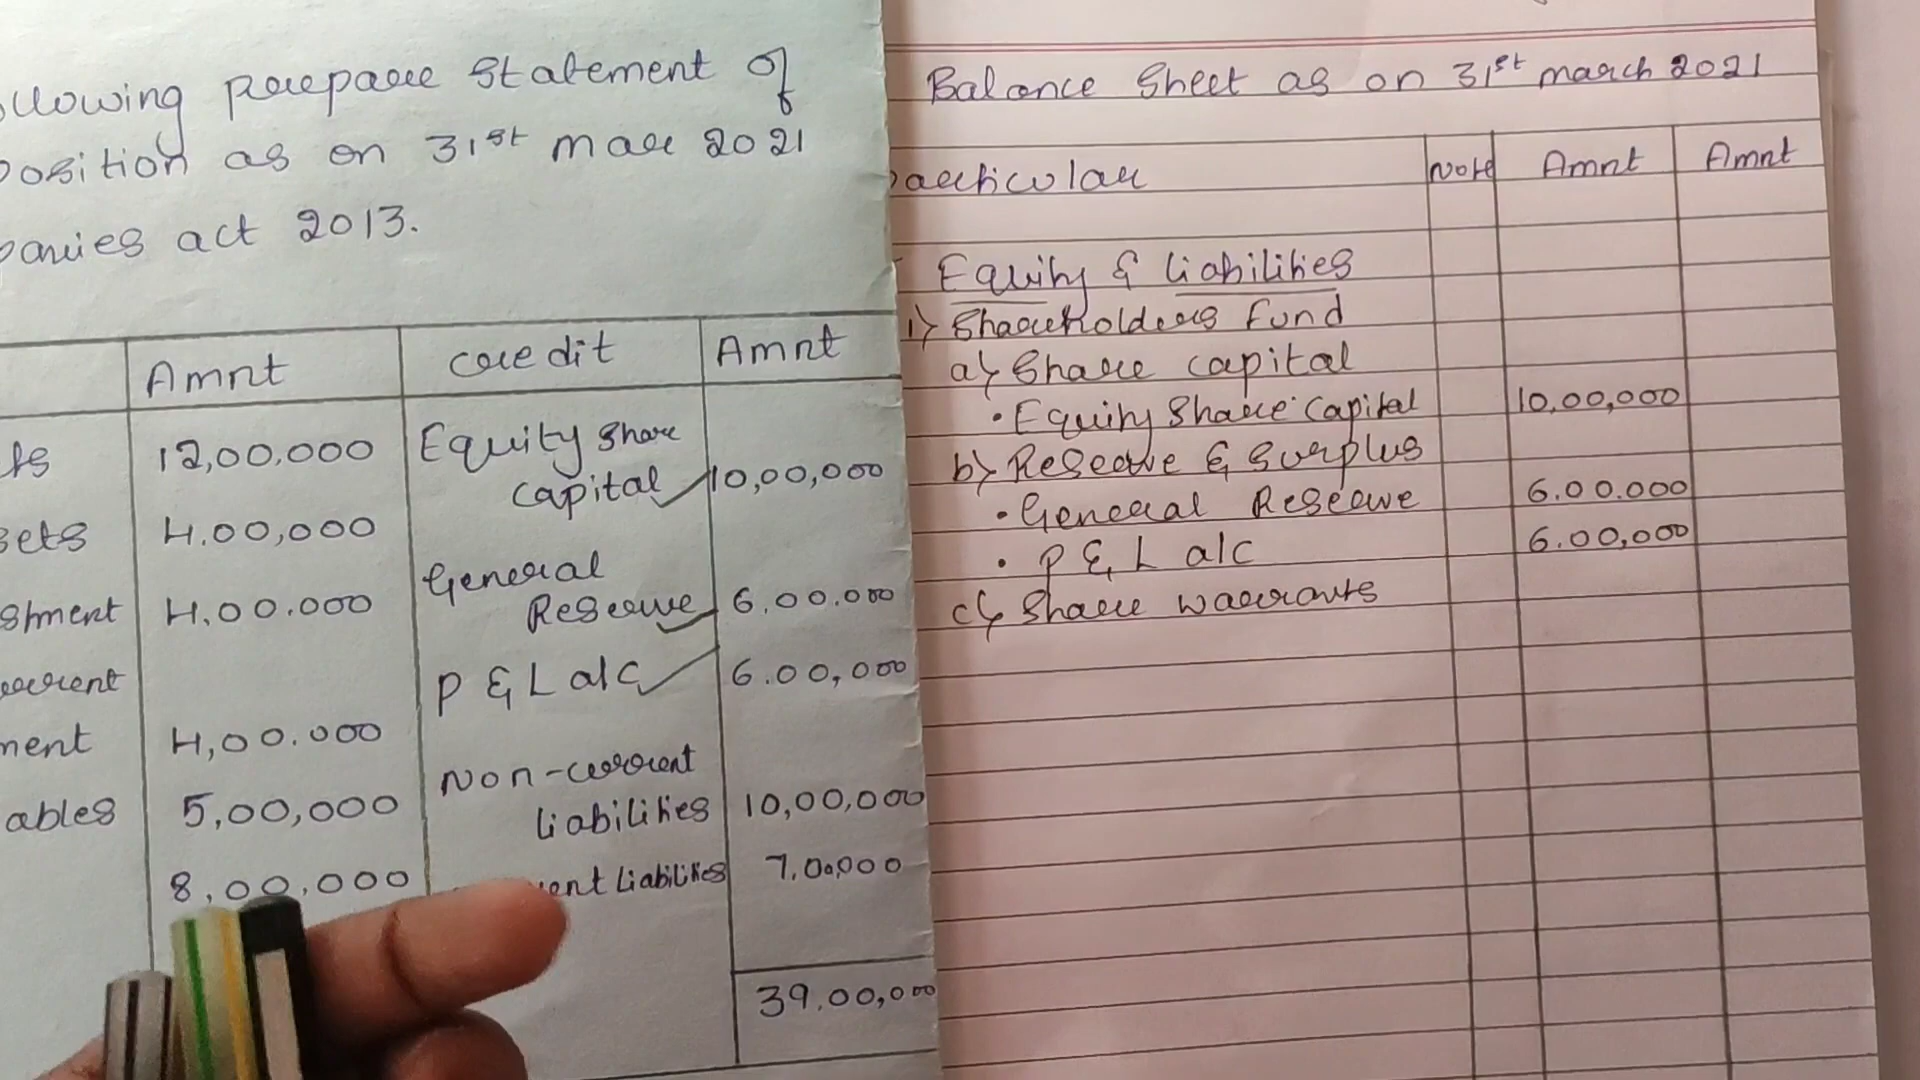 llowing prepare statement of
position as on 31st mar 2021
panies act 2013.
Amnt credit Amnt
ts 12,00,000 Equity share
capital 10,00,000
sets 4,00,000
General
stment 4,00,000 Reserve 6,00,000
current P & L a/c 6,00,000
ment 4,00,000 Non-current
ables 5,00,000 liabilities 10,00,000
8,00,000 ent liabilities 7,00,000
39,00,000
Balance sheet as on 31st march 2021
particular Note Amnt Amnt
Equity & liabilities
1) Shareholders Fund
a) Share capital
• Equity share capital 10,00,000
b) Reserve & Surplus
• General Reserve 6,00,000
• P & L a/c 6,00,000
c) Share warrants